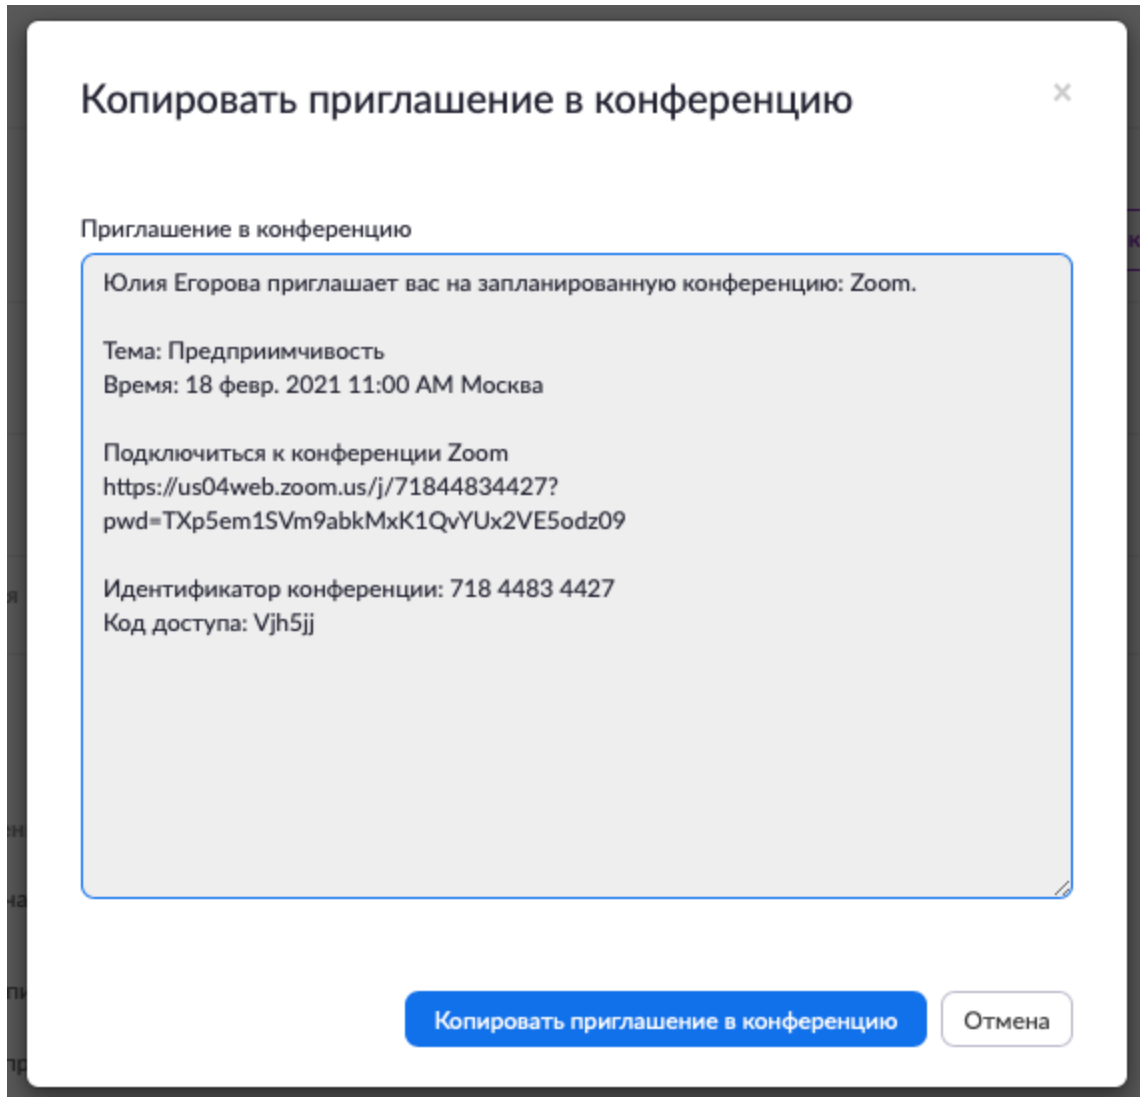 Копировать приглашение в конференцию
×
Приглашение в конференцию
Юлия Егорова приглашает вас на запланированную конференцию: Zoom.
Тема: Предприимчивость
Время: 18 февр. 2021 11:00 AM Москва
Подключиться к конференции Zoom
https://us04web.zoom.us/j/71844834427?
pwd=TXp5em1SVm9abkMxK1QvYUx2VE5odz09
Идентификатор конференции: 718 4483 4427
Код доступа: Vjh5jj
Копировать приглашение в конференцию
Отмена